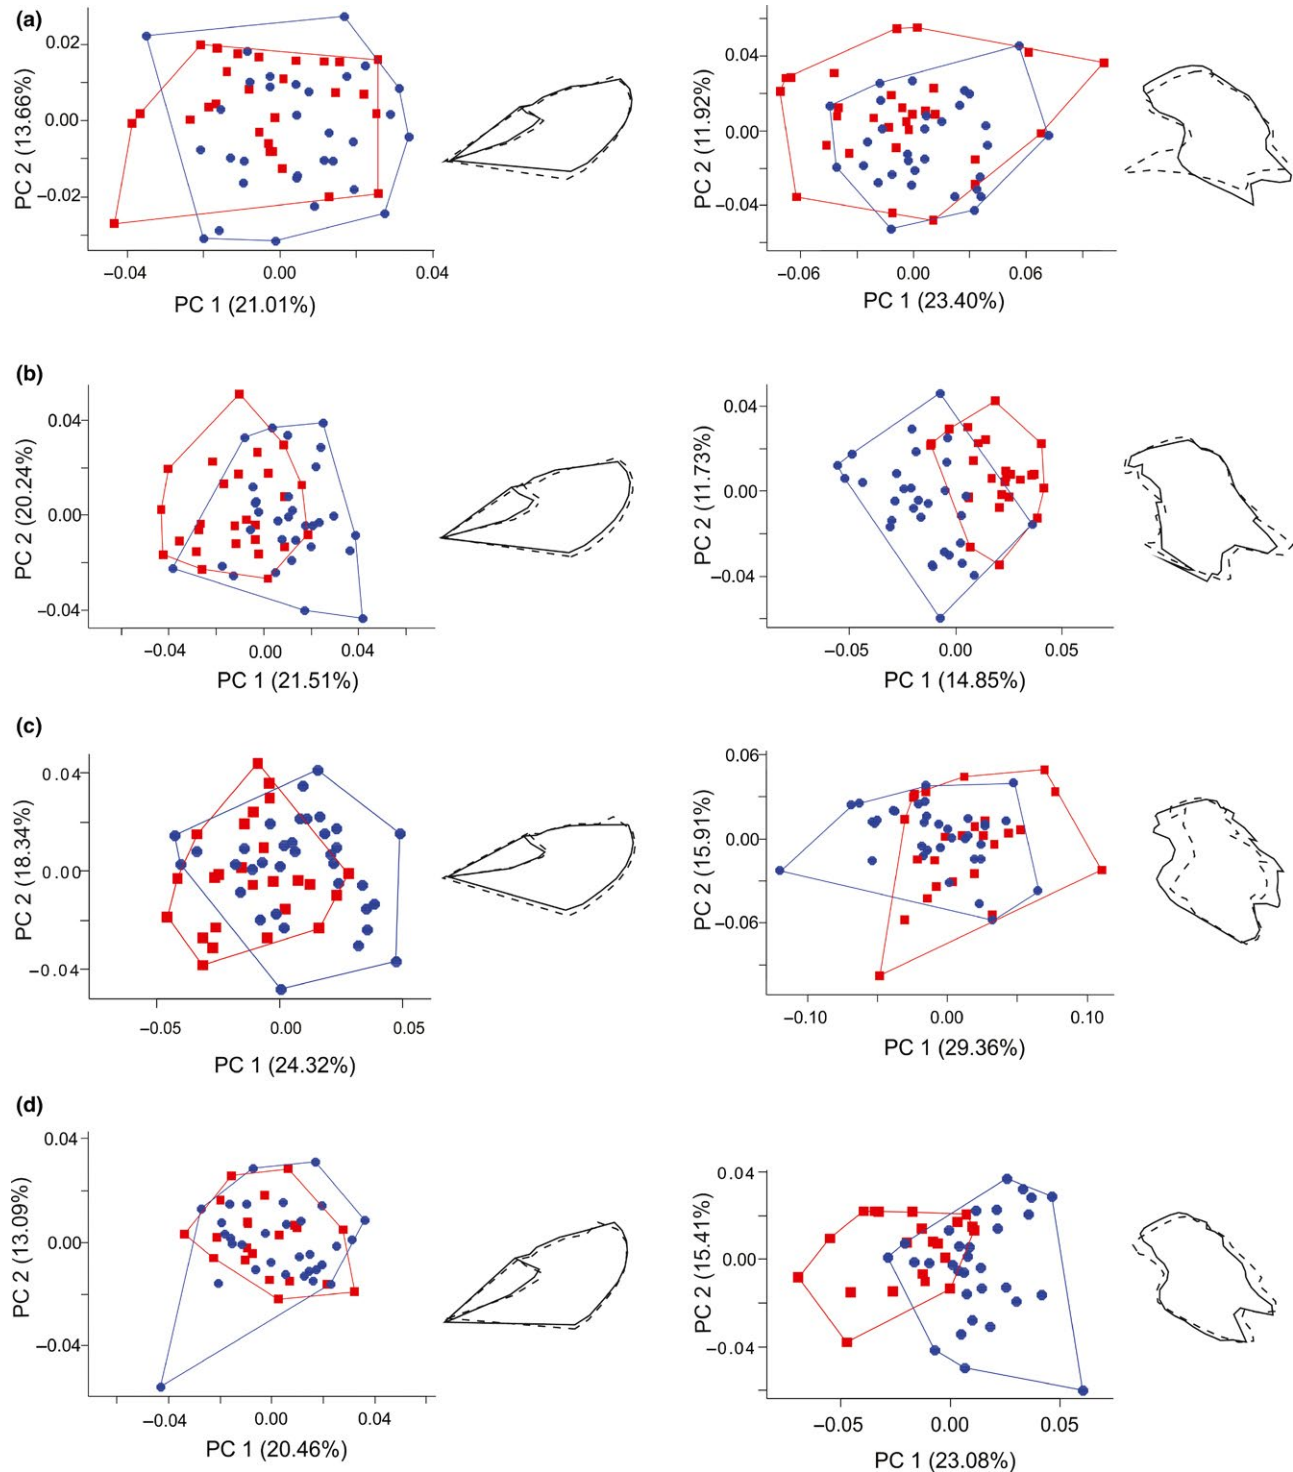 (a)
0.02
0.00
−0.02
PC 2 (13.66%)
−0.04 0.00 0.04
PC 1 (21.01%)
0.04
0.00
−0.04
PC 2 (11.92%)
−0.06 0.00 0.06
PC 1 (23.40%)
(b)
0.04
0.00
−0.04
PC 2 (20.24%)
−0.04 0.00 0.04
PC 1 (21.51%)
0.04
0.00
−0.04
PC 2 (11.73%)
−0.05 0.00 0.05
PC 1 (14.85%)
(c)
0.04
0.00
−0.04
PC 2 (18.34%)
−0.05 0.00 0.05
PC 1 (24.32%)
0.06
0.00
−0.06
PC 2 (15.91%)
−0.10 0.00 0.10
PC 1 (29.36%)
(d)
0.04
0.00
−0.04
PC 2 (13.09%)
−0.04 0.00 0.04
PC 1 (20.46%)
0.04
0.00
−0.04
PC 2 (15.41%)
−0.05 0.00 0.05
PC 1 (23.08%)